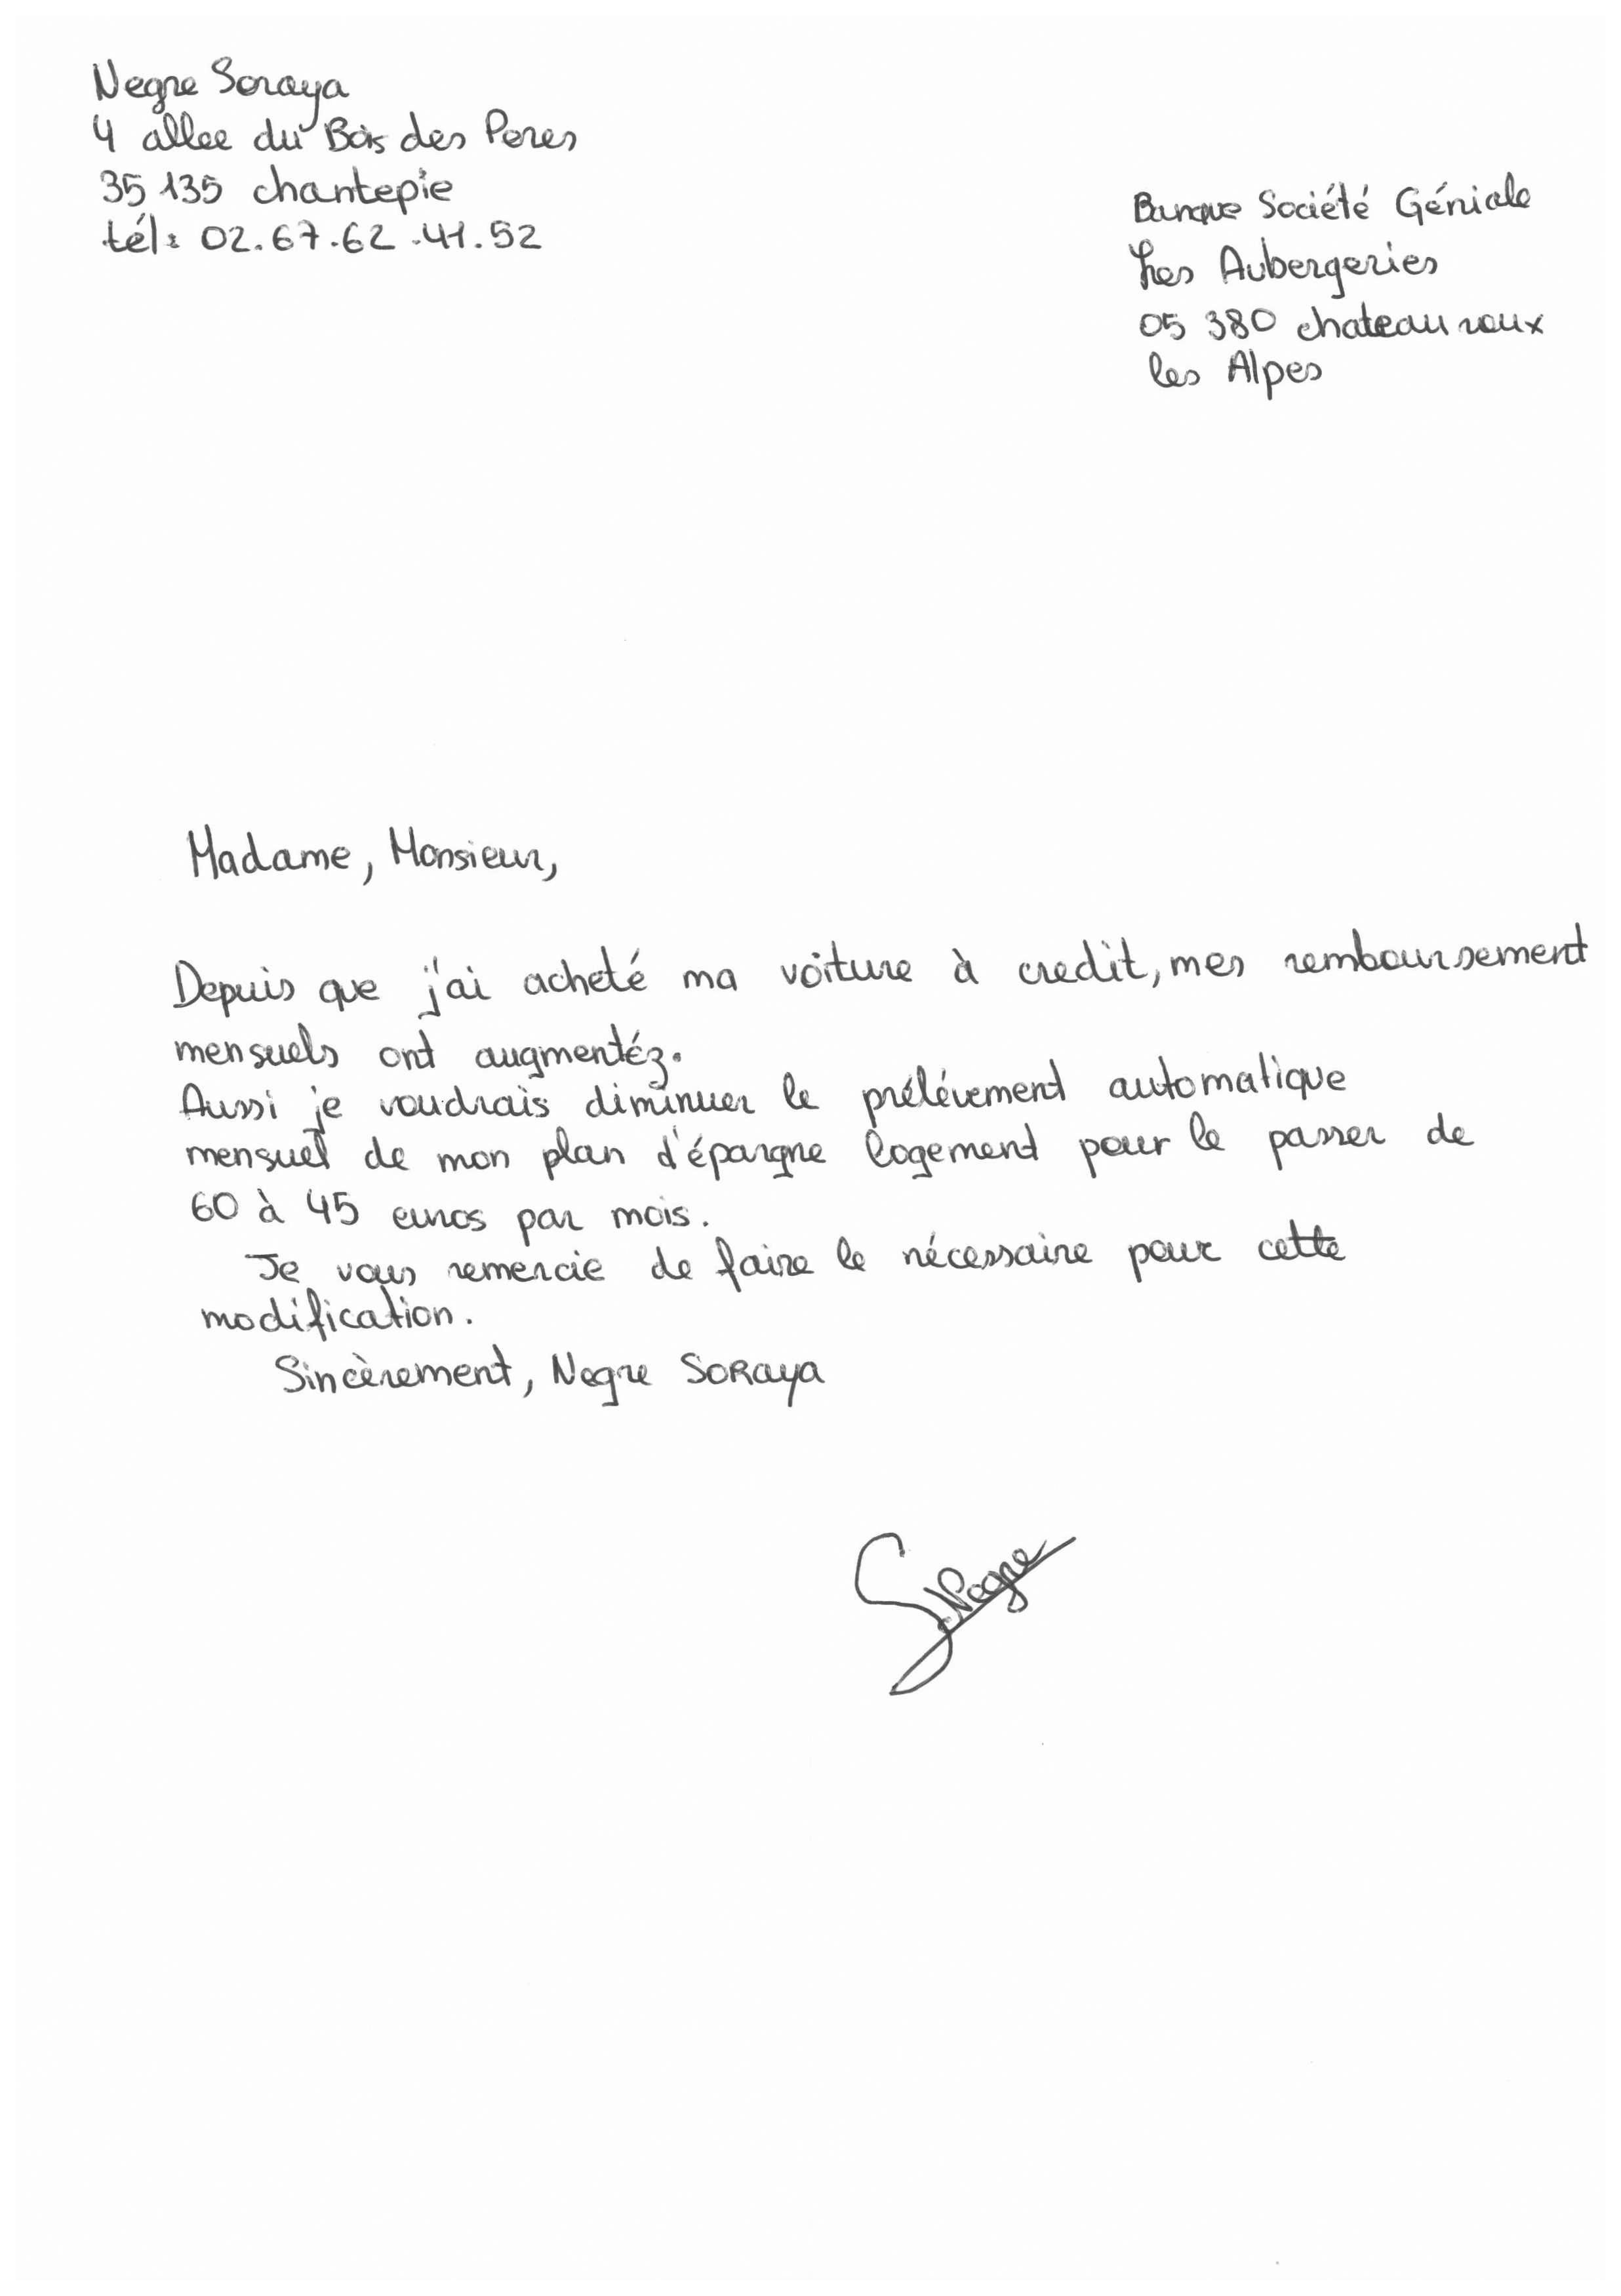 Negre Soraya
4 allee du Bois des Peres
35 135 chantepie
tél: 02.67.62.41.52
Banque Société Géniale
Les Aubergeries
05 380 chateau roux
les Alpes
Madame, Monsieur,
Depuis que j'ai acheté ma voiture à credit, mes remboursement
mensuels ont augmentéz.
Aussi je voudrais diminuer le prélévement automatique
mensuel de mon plan d'épargne logement pour le passer de
60 à 45 euros par mois.
Je vous remercie de faire le nécessaire pour cette
modification.
Sincèrement, Negre SORaya
S.Negre